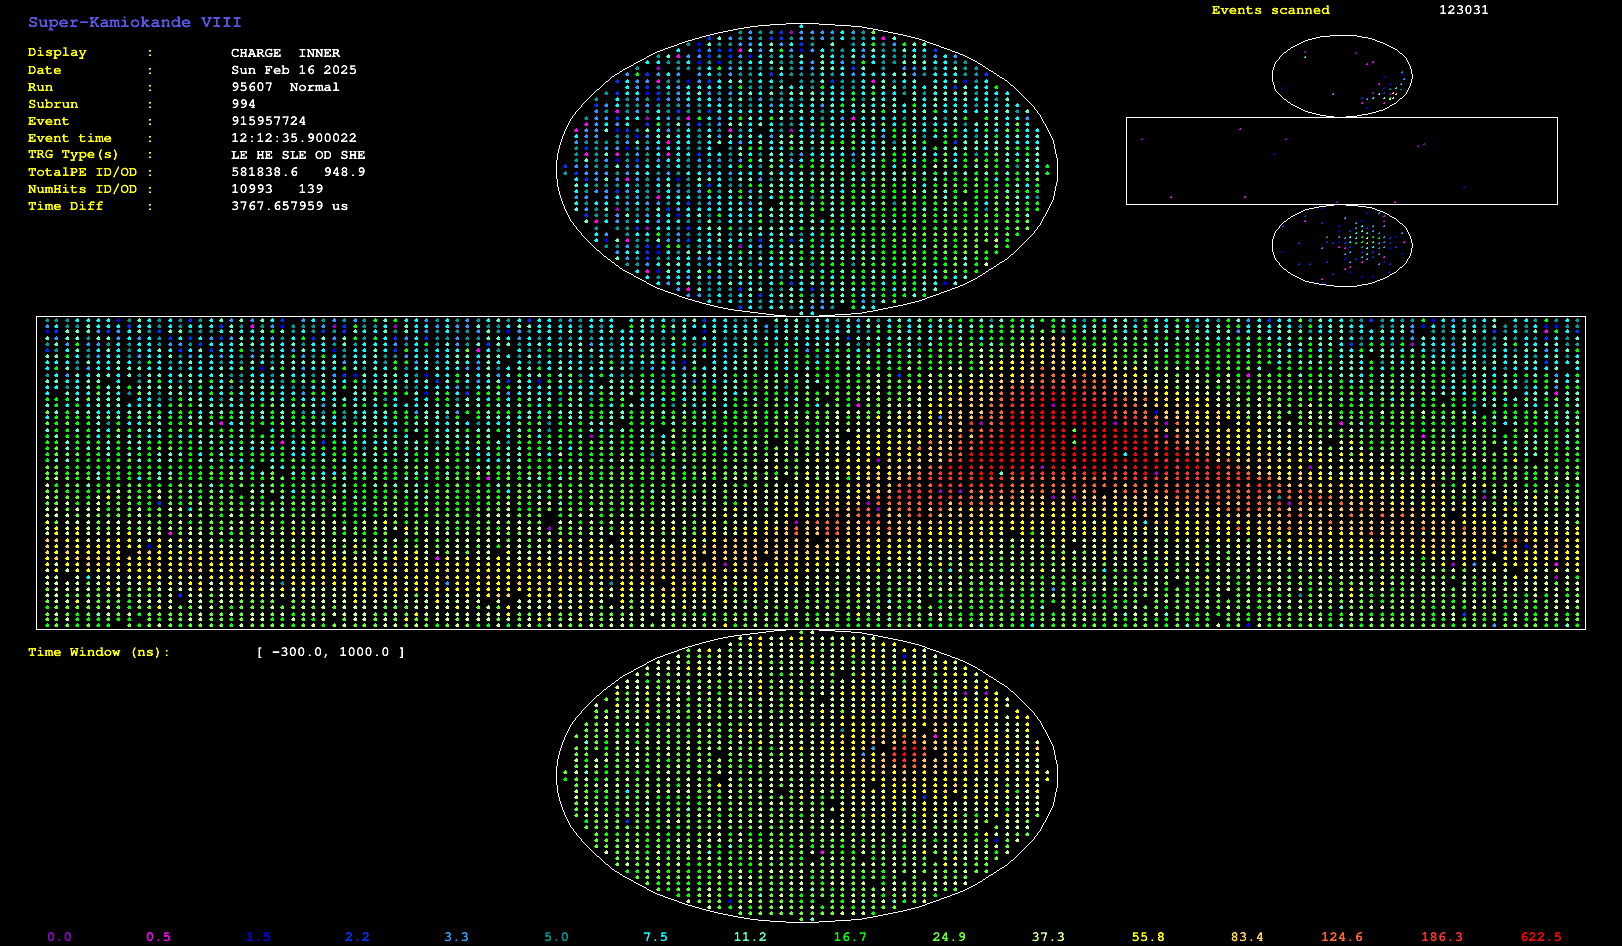 Super-Kamiokande VIII
Events scanned 123031
Display : CHARGE INNER
Date : Sun Feb 16 2025
Run : 95607 Normal
Subrun : 994
Event : 915957724
Event time : 12:12:35.900022
TRG Type(s) : LE HE SLE OD SHE
TotalPE ID/OD : 581838.6 948.9
NumHits ID/OD : 10993 139
Time Diff : 3767.657959 us
Time Window (ns): [ -300.0, 1000.0 ]
0.0 0.5 1.5 2.2 3.3 5.0 7.5 11.2 16.7 24.9 37.3 55.8 83.4 124.6 186.3 622.5